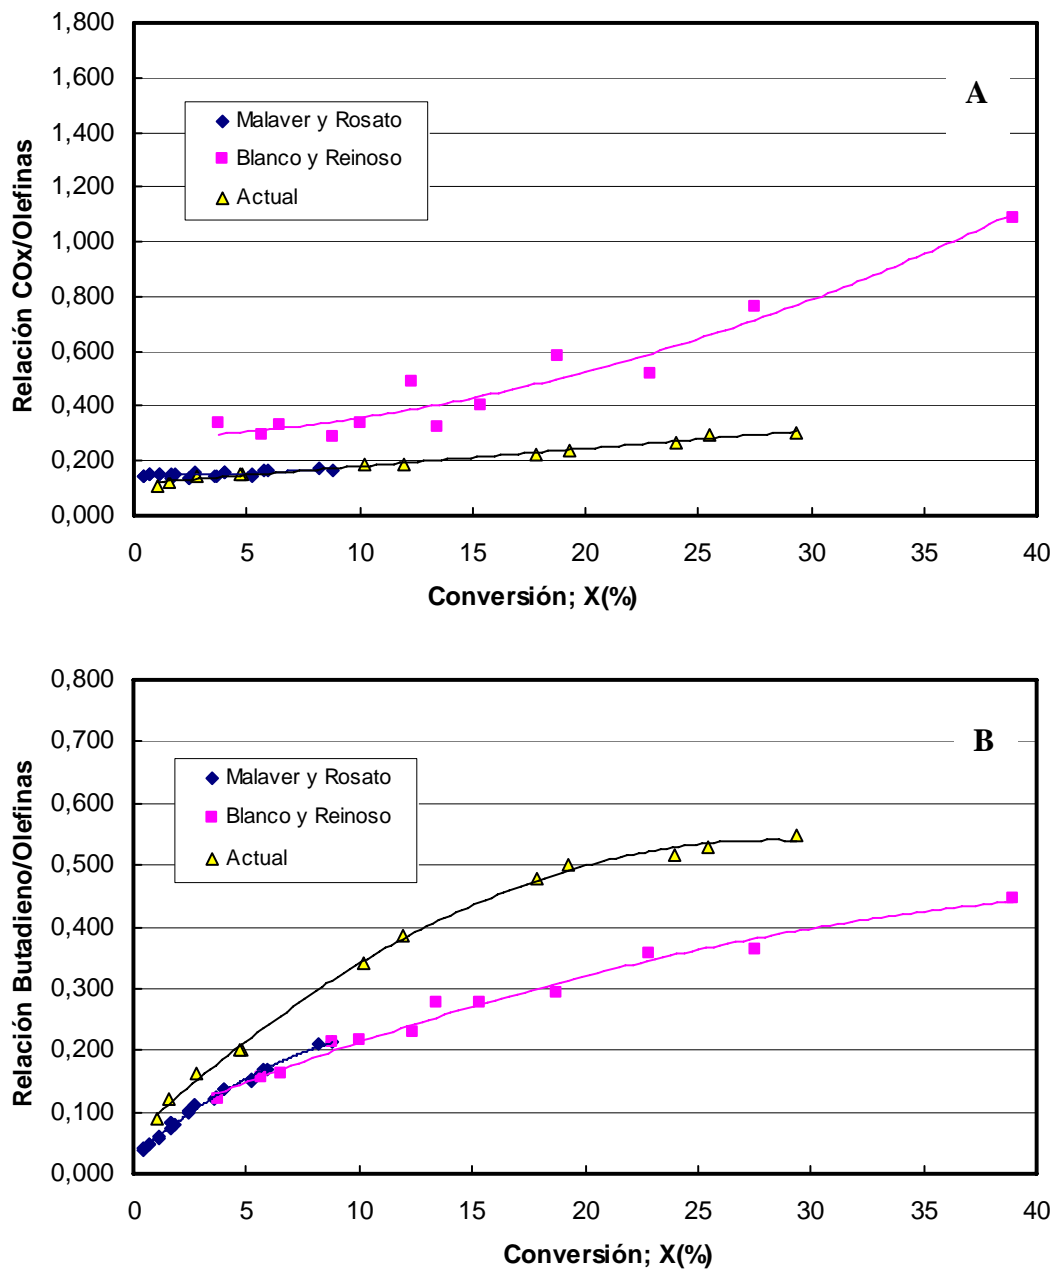 1,800
1,600
1,400
1,200
1,000
0,800
0,600
0,400
0,200
0,000
Relación COx/Olefinas
A
Malaver y Rosato
Blanco y Reinoso
Actual
0 5 10 15 20 25 30 35 40
Conversión; X(%)
0,800
0,700
0,600
0,500
0,400
0,300
0,200
0,100
0,000
Relación Butadieno/Olefinas
B
Malaver y Rosato
Blanco y Reinoso
Actual
0 5 10 15 20 25 30 35 40
Conversión; X(%)